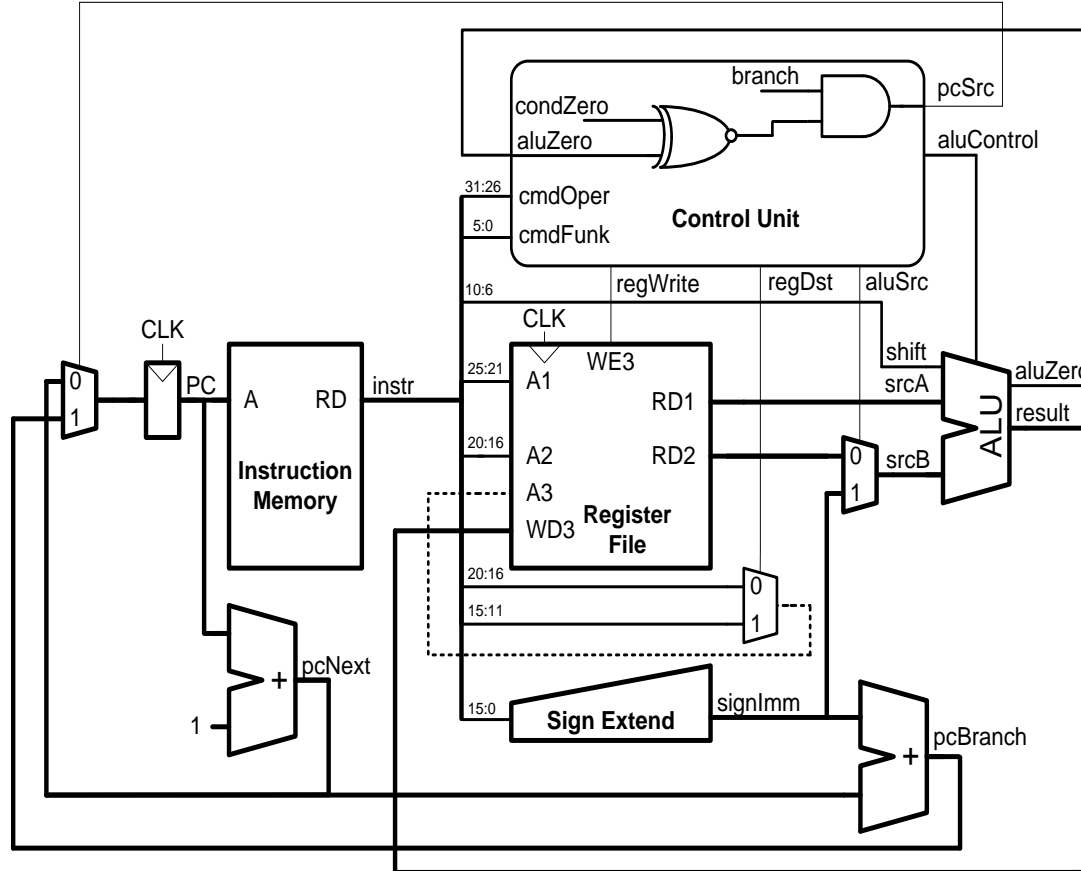 branch
pcSrc
condZero
aluZero
aluControl
31:26
cmdOper
5:0
cmdFunk
Control Unit
regWrite
regDst
aluSrc
10:6
CLK
CLK
shift
WE3
0
1
PC
A
RD
instr
25:21
A1
RD1
srcA
aluZero
result
ALU
Instruction
Memory
20:16
A2
RD2
0
srcB
1
A3
WD3
Register
File
20:16
0
15:11
1
pcNext
+
1
15:0
Sign Extend
signImm
pcBranch
+